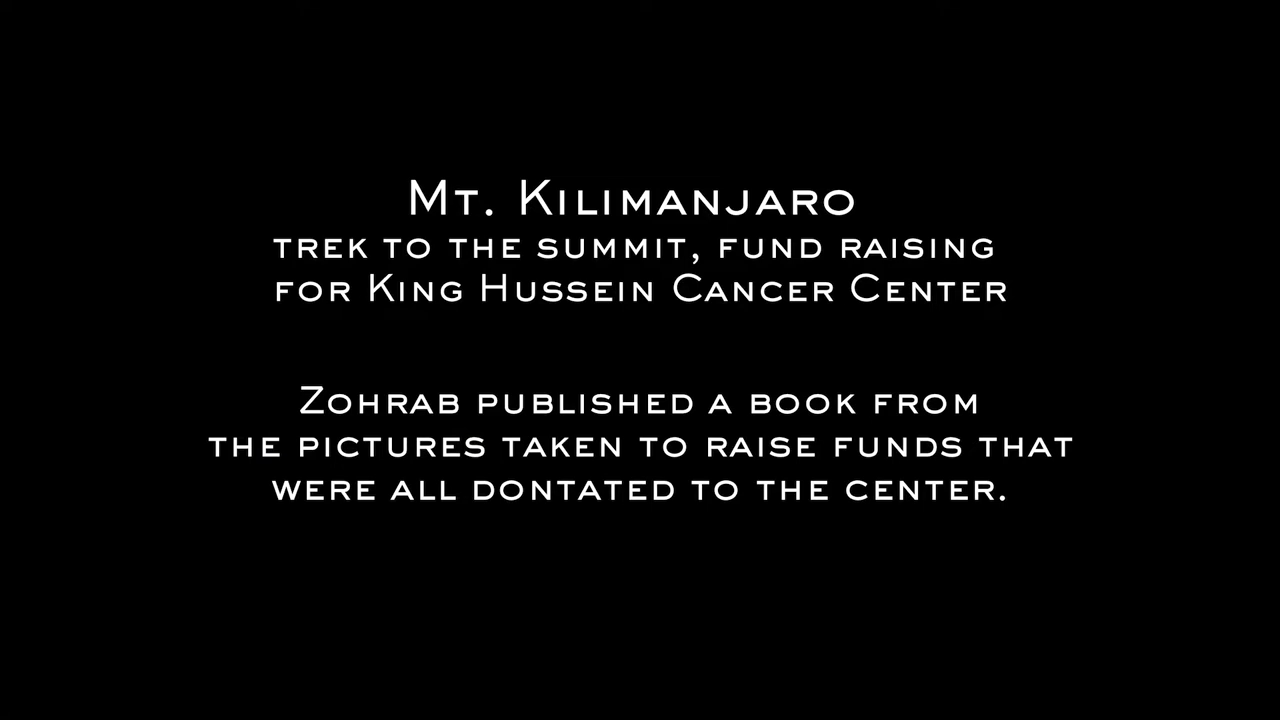 Mt. Kilimanjaro
trek to the summit, fund raising
for King Hussein Cancer Center
Zohrab published a book from
the pictures taken to raise funds that
were all dontated to the center.